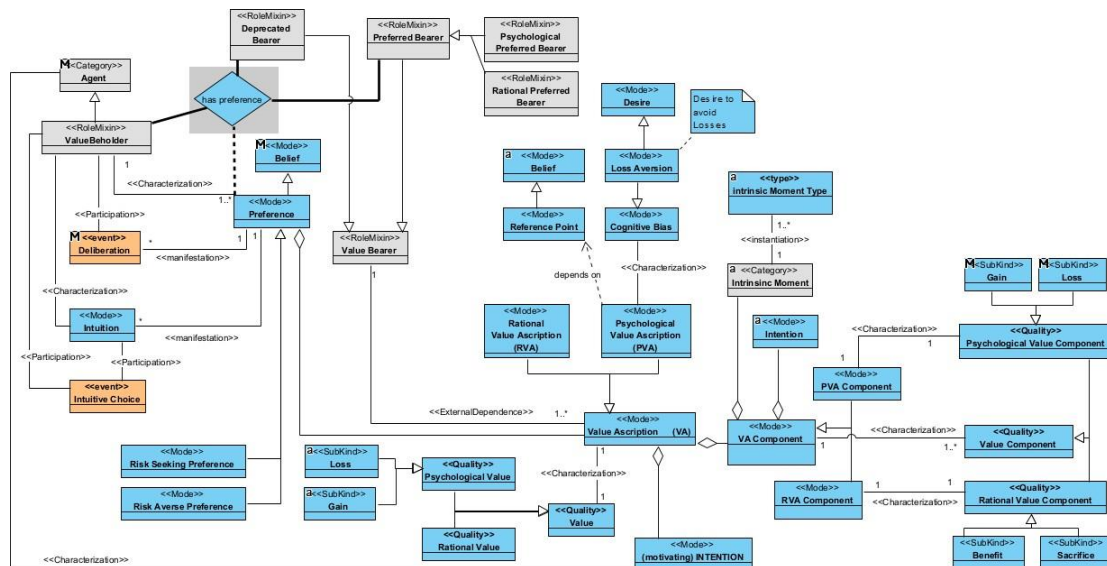 <<RoleMixin>>
Deprecated
Bearer
<<RoleMixin>>
Preferred Bearer
<<RoleMixin>>
Psychological
Preferred Bearer
<<RoleMixin>>
Rational Preferred
Bearer
M
<<Category>>
Agent
has preference
<<Mode>>
Desire
Desire to
avoid
Losses
<<RoleMixin>>
ValueBeholder
M
<<Mode>>
Belief
a
<<Mode>>
Belief
<<Mode>>
Loss Aversion
a
<<type>>
intrinsic Moment Type
1
<<Characterization>>
1..*
<<Mode>>
Preference
<<Mode>>
Reference Point
<<Mode>>
Cognitive Bias
1..*
<<instantiation>>
1
<<Participation>>
M
<<event>>
Deliberation
*
1
1
<<manifestation>>
<<RoleMixin>>
Value Bearer
1
depends on
<<Characterization>>
a
<<Category>>
Intrinsinc Moment
M
<<SubKind>>
Gain
M
<<SubKind>>
Loss
<<Characterization>>
<<Mode>>
Intuition
*
<<manifestation>>
<<Mode>>
Rational
Value Ascription
(RVA)
<<Mode>>
Psychological
Value Ascription
(PVA)
a
<<Mode>>
Intention
<<Characterization>>
1
1
<<Quality>>
Psychological Value Component
<<Participation>>
<<Participation>>
<<Mode>>
PVA Component
<<event>>
Intuitive Choice
<<ExternalDependence>>
1..*
<<Mode>>
Value Ascription (VA)
<<Mode>>
VA Component
1
<<Characterization>>
1..*
<<Quality>>
Value Component
<<Mode>>
Risk Seeking Preference
a
<<SubKind>>
Loss
<<Quality>>
Psychological Value
1
<<Characterization>>
1
<<Mode>>
RVA Component
1
1
<<Characterization>>
<<Quality>>
Rational Value Component
<<Mode>>
Risk Averse Preference
a
<<SubKind>>
Gain
<<Quality>>
Value
<<Quality>>
Rational Value
<<Mode>>
(motivating) INTENTION
<<SubKind>>
Benefit
<<SubKind>>
Sacrifice
<<Characterization>>